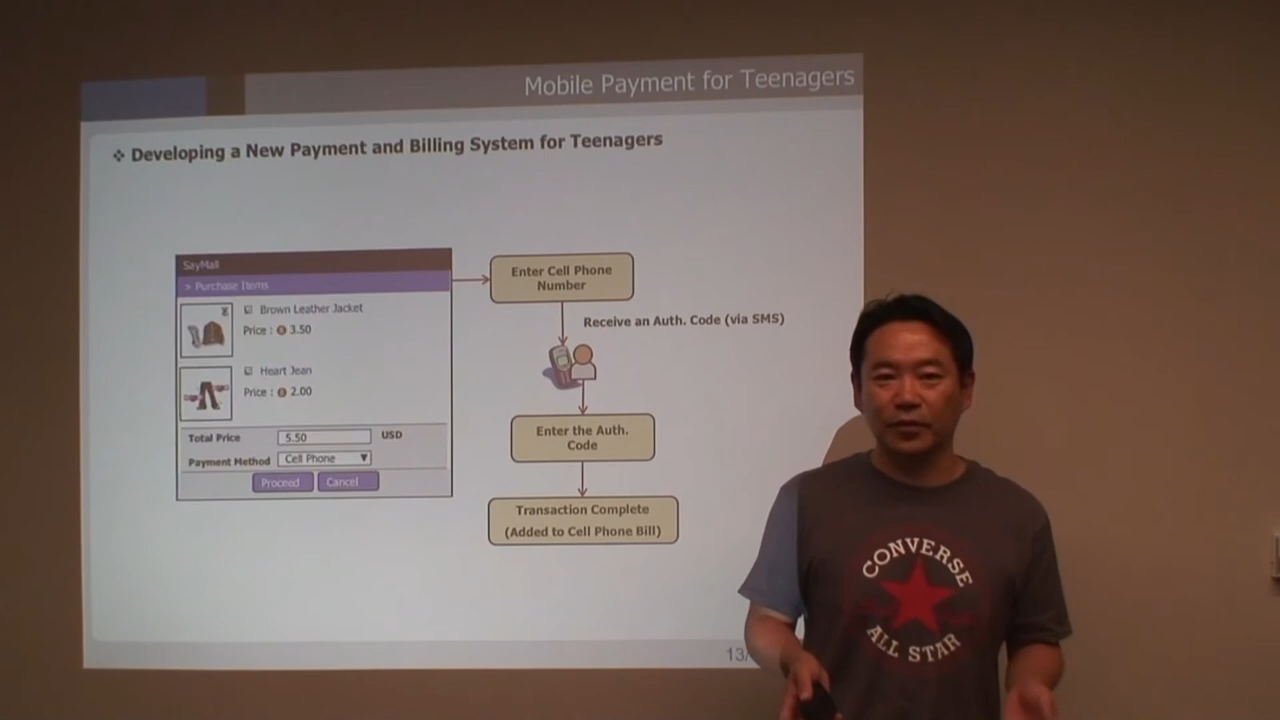 Mobile Payment for Teenagers
❖ Developing a New Payment and Billing System for Teenagers
SayMall
> Purchase Items
Brown Leather Jacket
Price : 3.50
Heart Jean
Price : 2.00
Total Price 5.50 USD
Payment Method Cell Phone ▼
Proceed Cancel
Enter Cell Phone
Number
Receive an Auth. Code (via SMS)
Enter the Auth.
Code
Transaction Complete
(Added to Cell Phone Bill)
13/
CONVERSE
ALL STAR